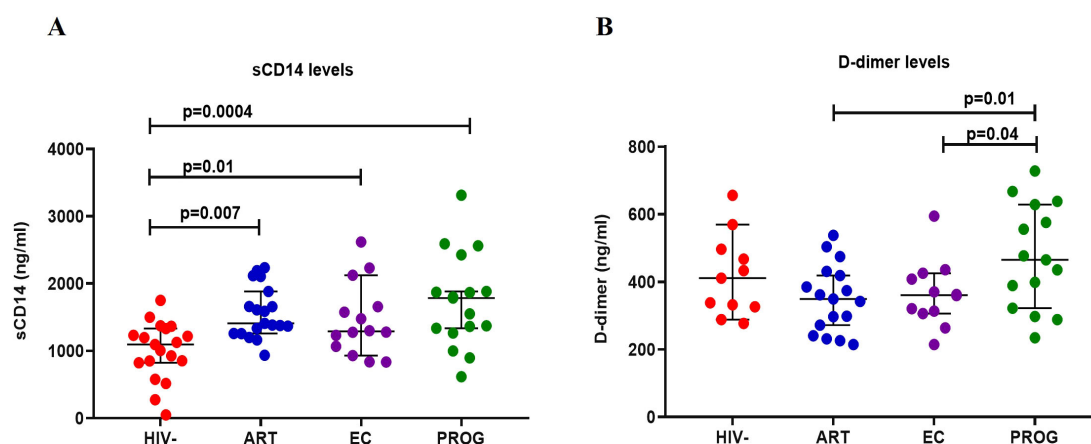 A
sCD14 levels
p=0.0004
p=0.01
p=0.007
sCD14 (ng/ml)
4000
3000
2000
1000
0
HIV-
ART
EC
PROG
B
D-dimer levels
p=0.01
p=0.04
D-dimer (ng/ml)
800
600
400
200
0
HIV-
ART
EC
PROG